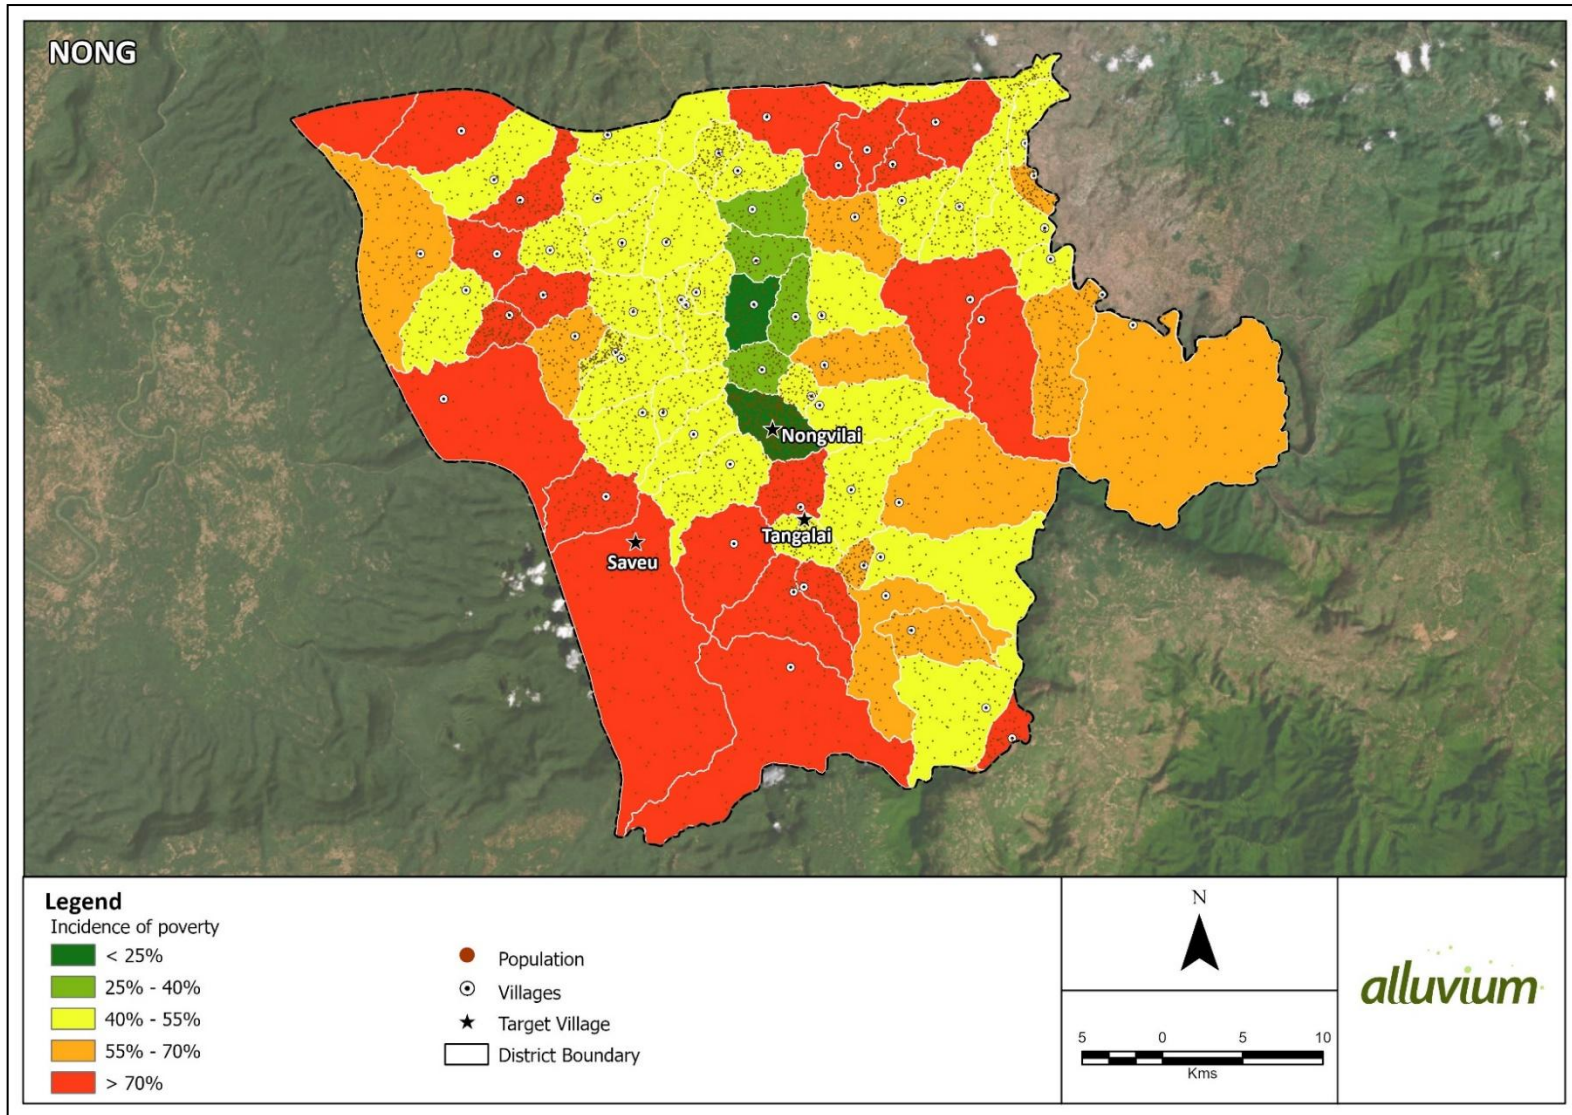 NONG
Nongvilai
Tangalai
Saveu
Legend
Incidence of poverty
< 25%
25% - 40%
40% - 55%
55% - 70%
> 70%
Population
Villages
Target Village
District Boundary
N
5 0 5 10
Kms
alluvium